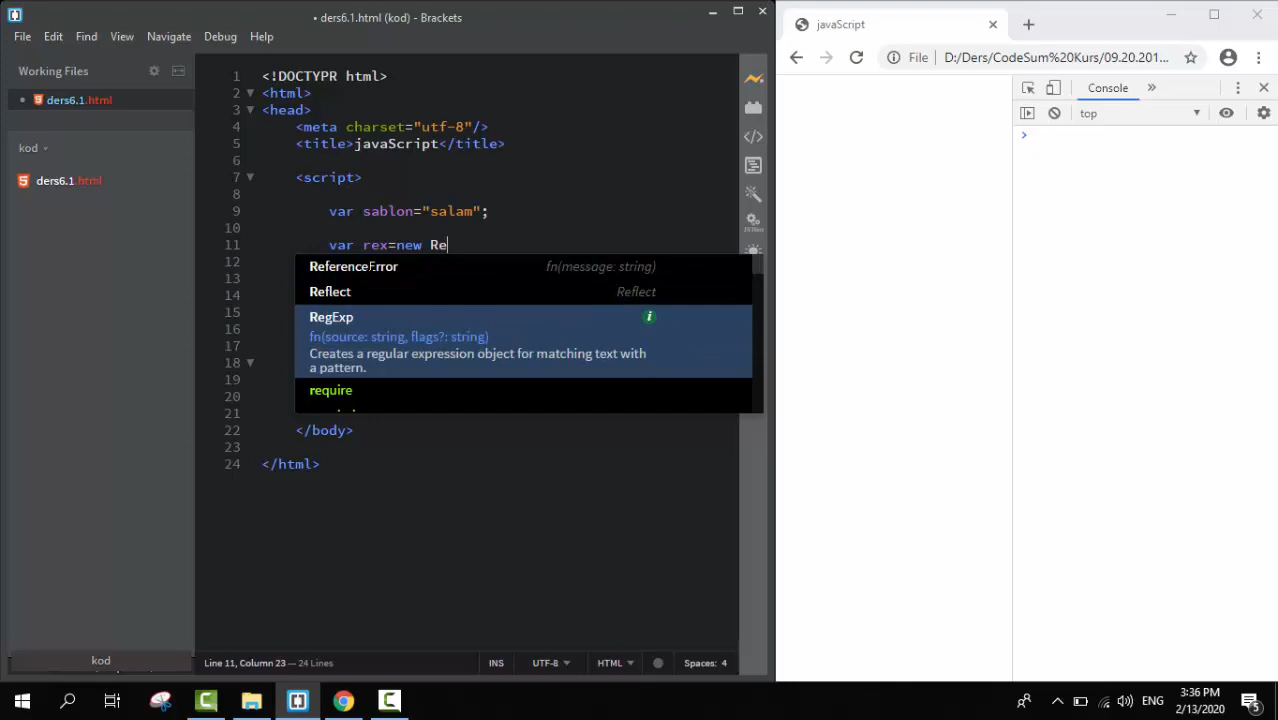 • ders6.1.html (kod) - Brackets
File Edit Find View Navigate Debug Help
Working Files
ders6.1.html
kod
ders6.1.html
1 <!DOCTYPR html>
2 <html>
3 <head>
4 <meta charset="utf-8"/>
5 <title>javaScript</title>
6
7 <script>
8
9 var sablon="salam";
10
11 var rex=new Re
12
13
14
15
16
17
18
19
20
21
22 </body>
23
24 </html>
ReferenceError fn(message: string)
Reflect Reflect
RegExp
fn(source: string, flags?: string)
Creates a regular expression object for matching text with
a pattern.
require
kod
Line 11, Column 23 — 24 Lines
INS UTF-8 HTML Spaces: 4
javaScript
File D:/Ders/CodeSum%20Kurs/09.20.201...
Console
top
ENG
3:36 PM
2/13/2020
5